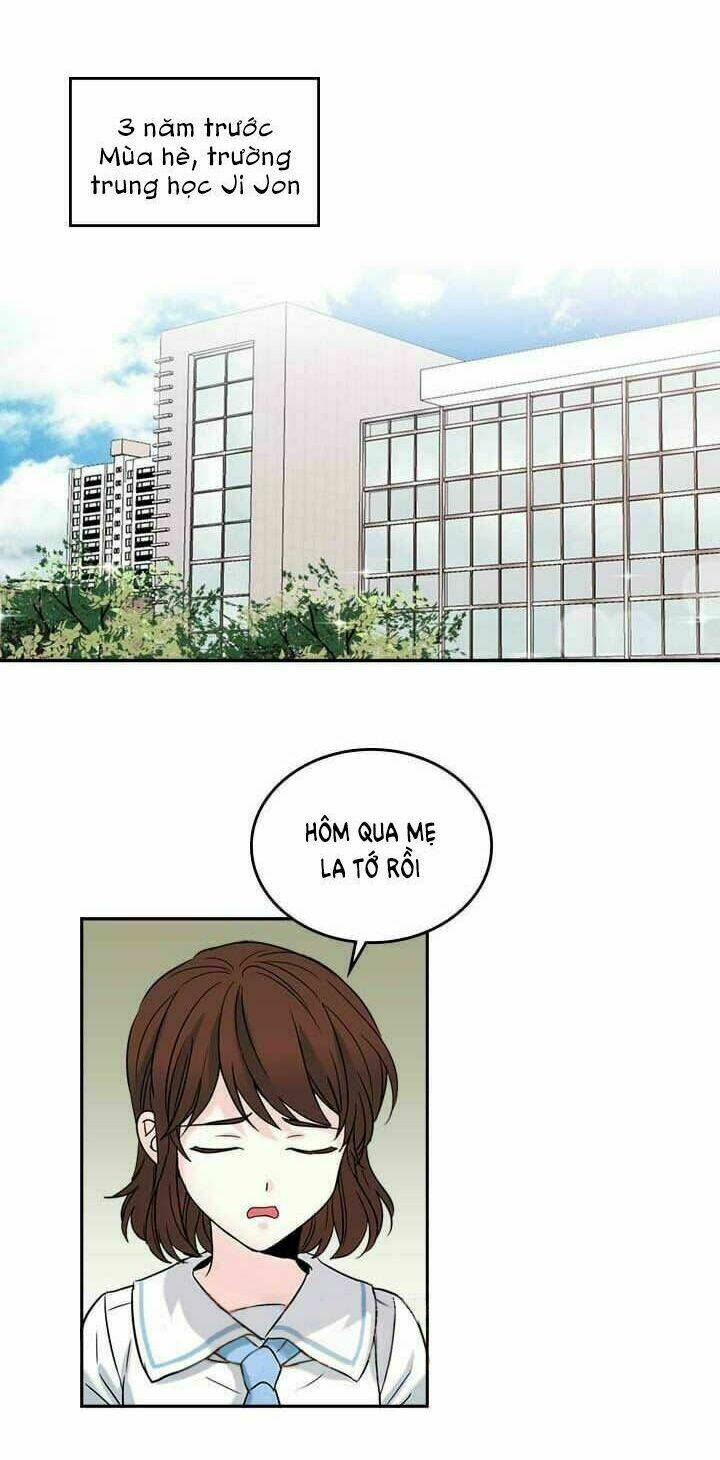 3 năm trước
Mùa hè, trường
trung học Ji Jon
HÔM QUA MẸ
LA TỚ RỒI